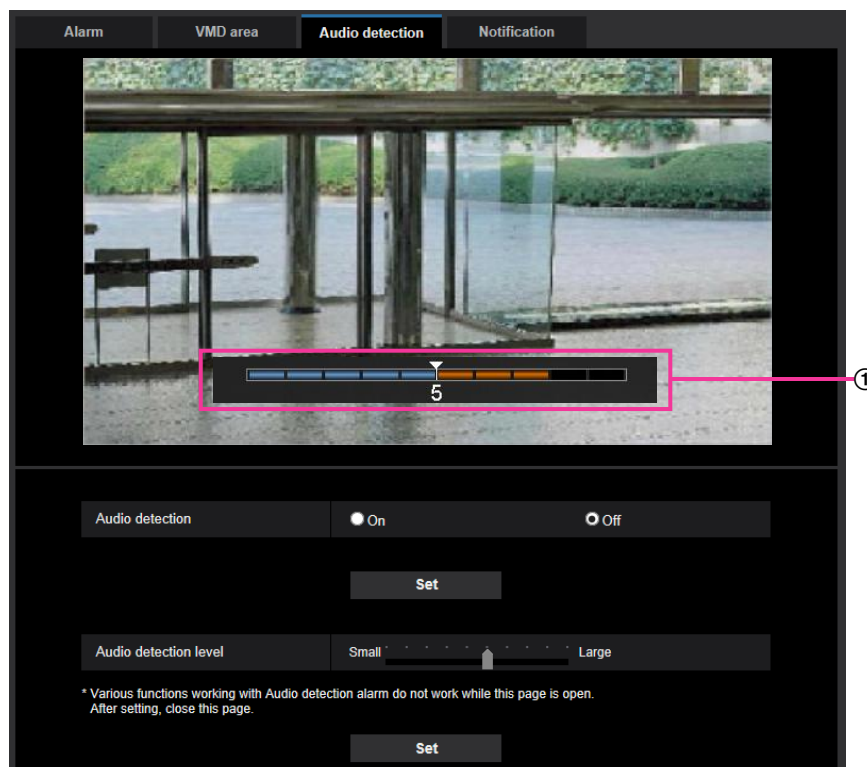 Alarm VMD area Audio detection Notification
5
①
Audio detection On Off
Set
Audio detection level Small Large
* Various functions working with Audio detection alarm do not work while this page is open.
After setting, close this page.
Set